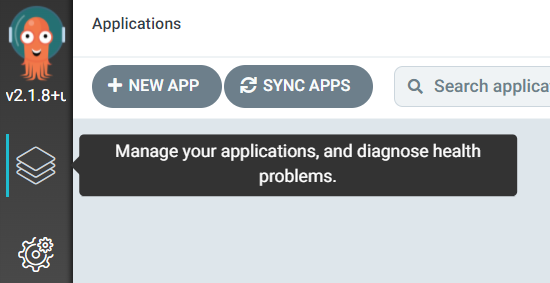 Applications
NEW APP
SYNC APPS
Search applica
v2.1.8+u
Manage your applications, and diagnose health
problems.